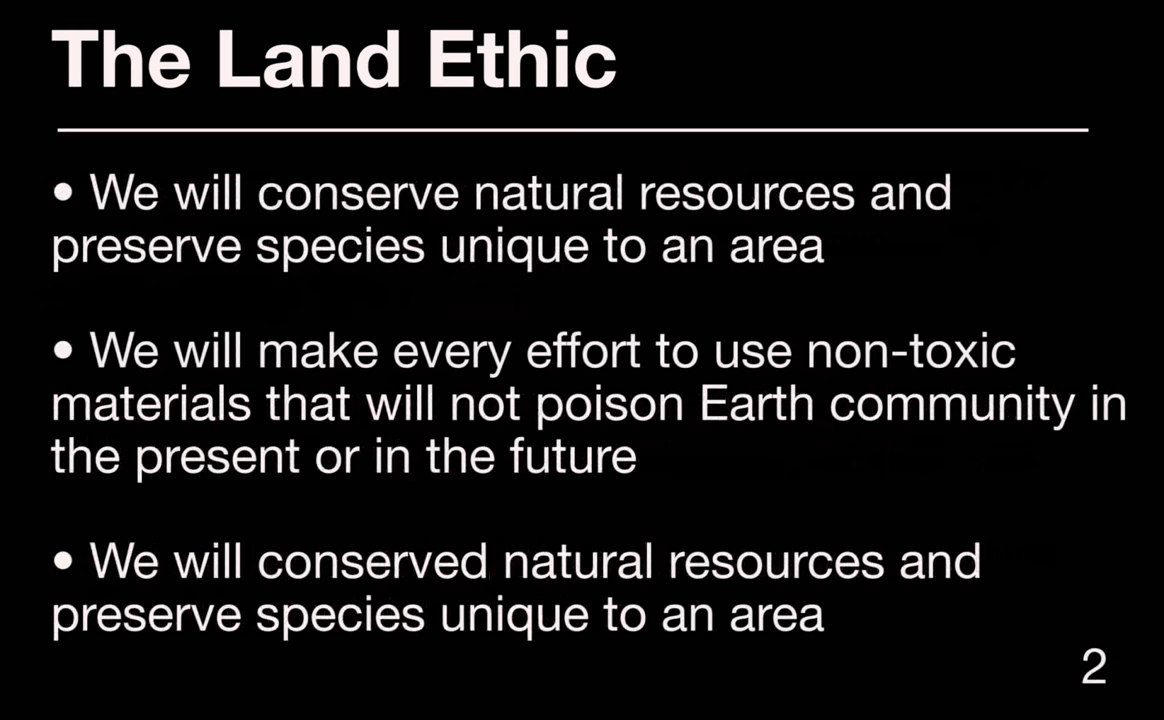 The Land Ethic
• We will conserve natural resources and
preserve species unique to an area
• We will make every effort to use non-toxic
materials that will not poison Earth community in
the present or in the future
• We will conserved natural resources and
preserve species unique to an area
2